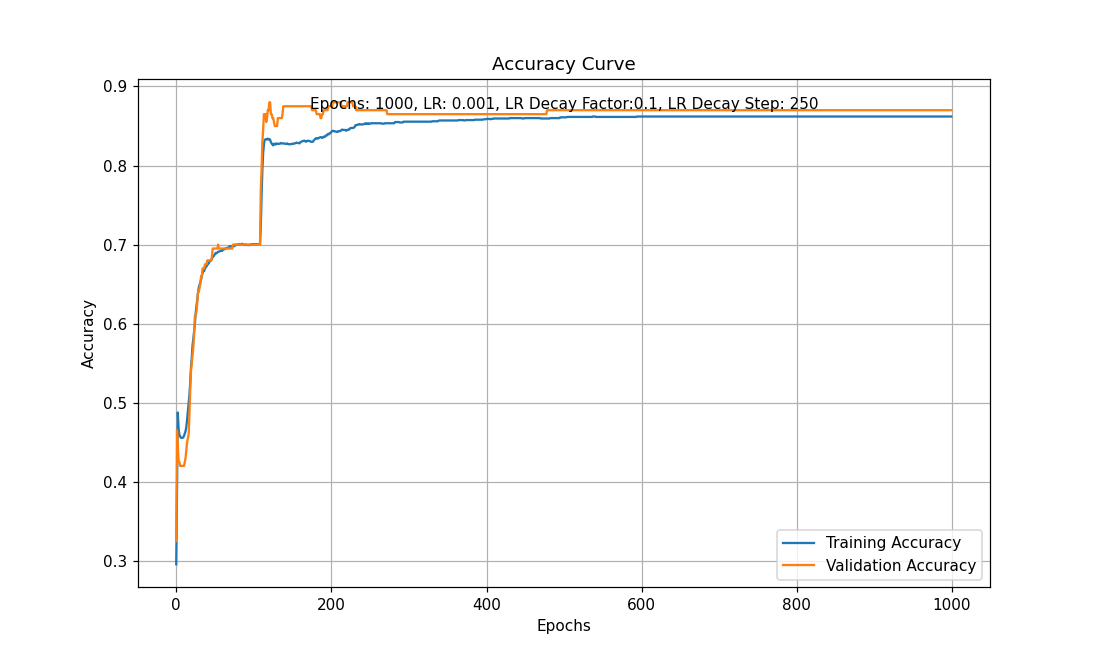 Accuracy Curve
Epochs: 1000, LR: 0.001, LR Decay Factor:0.1, LR Decay Step: 250
0.9
0.8
0.7
0.6
0.5
0.4
0.3
Accuracy
Training Accuracy
Validation Accuracy
0 200 400 600 800 1000
Epochs